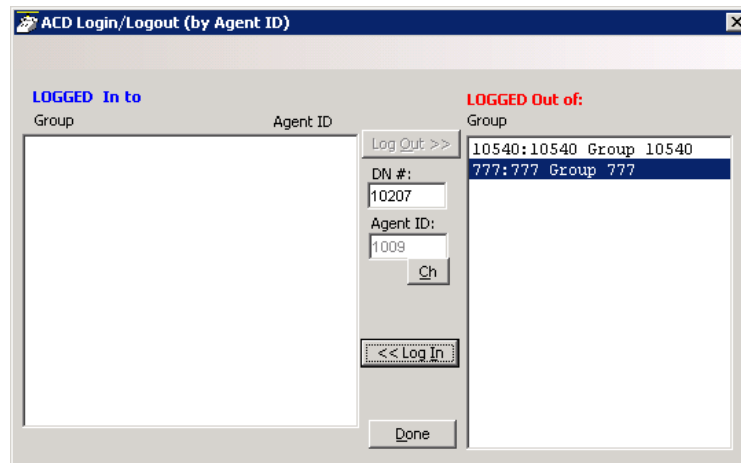 ACD Login/Logout (by Agent ID)
LOGGED In to
Group Agent ID
Log Out >>
DN #:
10207
Agent ID:
1009
Ch
<< Log In
Done
LOGGED Out of:
Group
10540:10540 Group 10540
777:777 Group 777